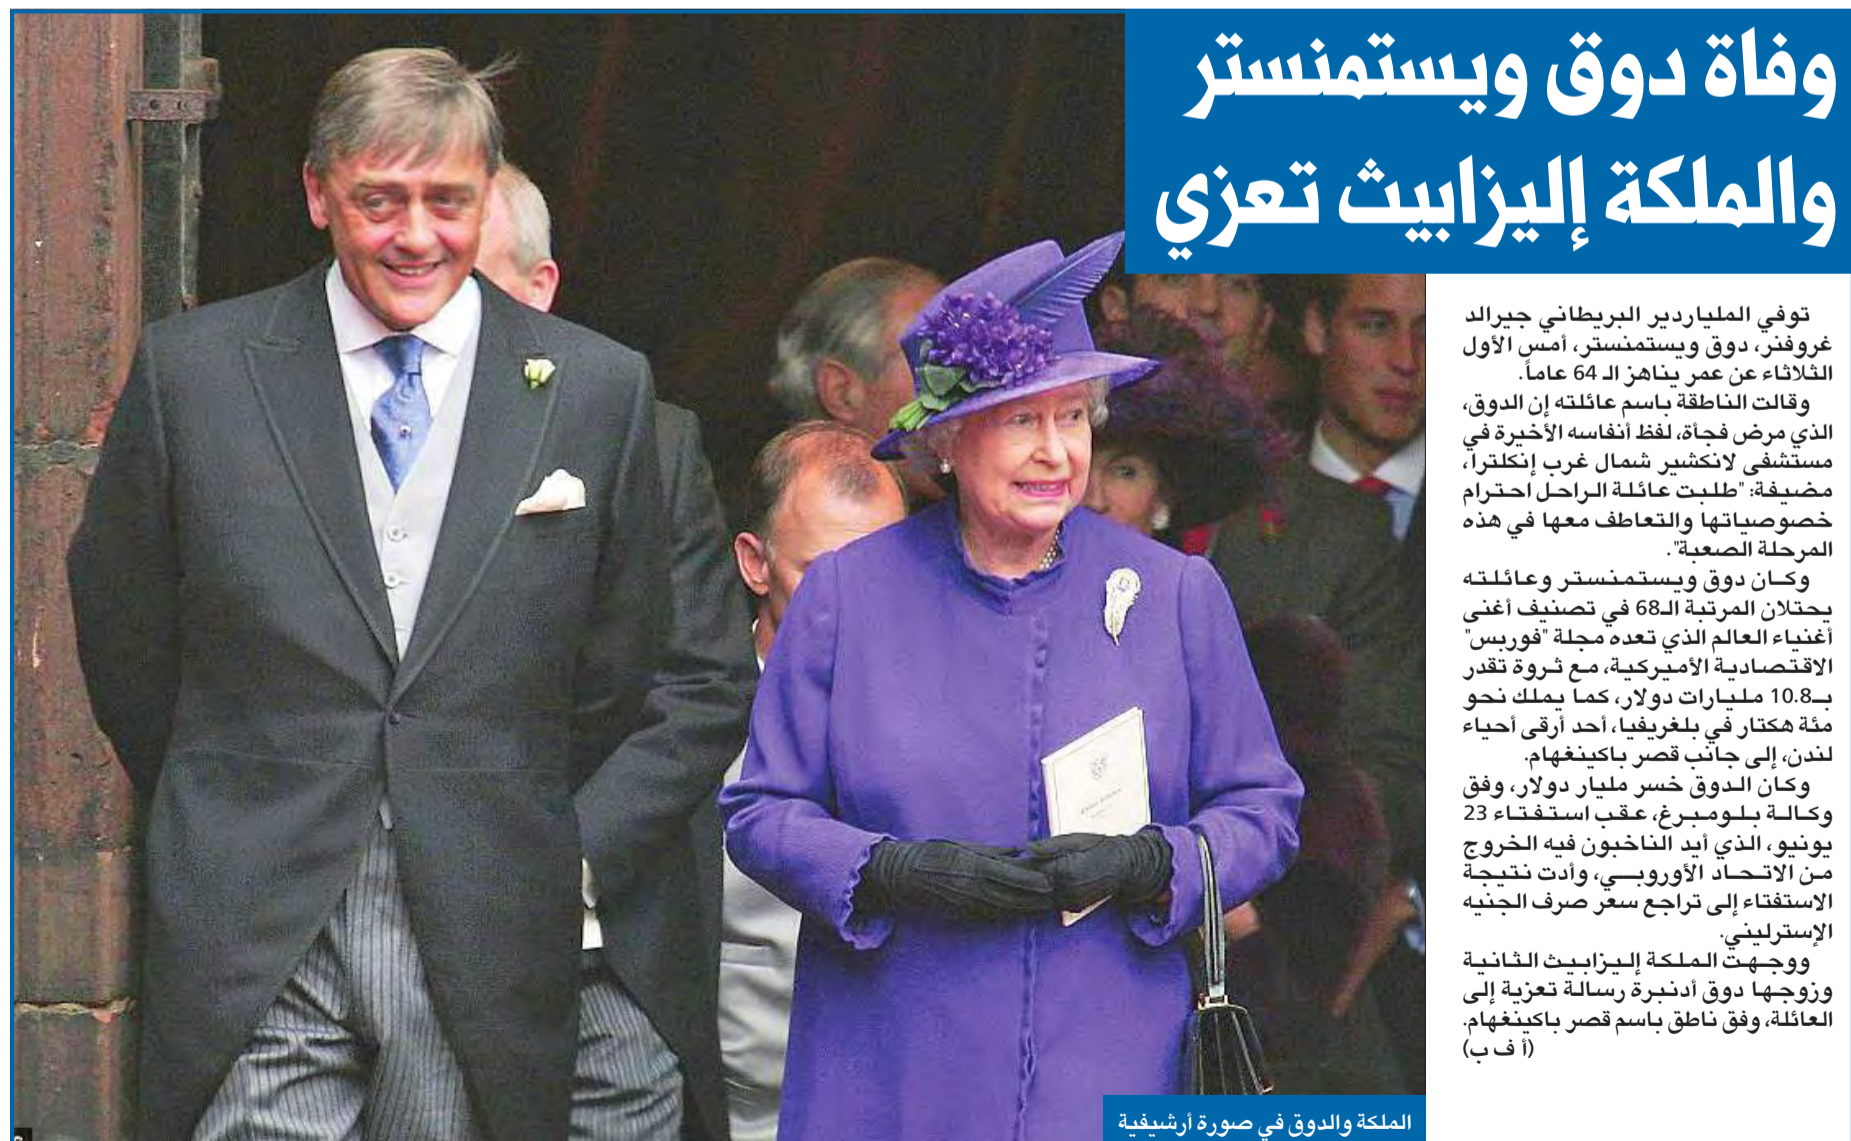 وفاة دوق ويستمنستر
والملكة إليزابيث تعزي
توفي الملياردير البريطاني جيرالد
غروفنر، دوق ويستمنستر، أمس الأول
الثلاثاء عن عمر يناهز الـ 64 عاماً.
وقالت الناطقة باسم عائلته إن الدوق،
الذي مرض فجأة، لفظ أنفاسه الأخيرة في
مستشفى لانكشير شمال غرب إنكلترا،
مضيفة: "طلبت عائلة الراحل احترام
خصوصياتها والتعاطف معها في هذه
المرحلة الصعبة".
وكان دوق ويستمنستر وعائلته
يحتلان المرتبة الـ68 في تصنيف أغنى
أغنياء العالم الذي تعده مجلة "فوربس"
الاقتصادية الأميركية، مع ثروة تقدر
بـ10.8 مليارات دولار، كما يملك نحو
مئة هكتار في بلغريفيا، أحد أرقى أحياء
لندن، إلى جانب قصر باكينغهام.
وكان الدوق خسر مليار دولار، وفق
وكالة بلومبرغ، عقب استفتاء 23
يونيو، الذي أيد الناخبون فيه الخروج
من الاتحاد الأوروبي، وأدت نتيجة
الاستفتاء إلى تراجع سعر صرف الجنيه
الإسترليني.
ووجهت الملكة إليزابيث الثانية
وزوجها دوق أدنبرة رسالة تعزية إلى
العائلة، وفق ناطق باسم قصر باكينغهام.
(أ ف ب)
الملكة والدوق في صورة أرشيفية